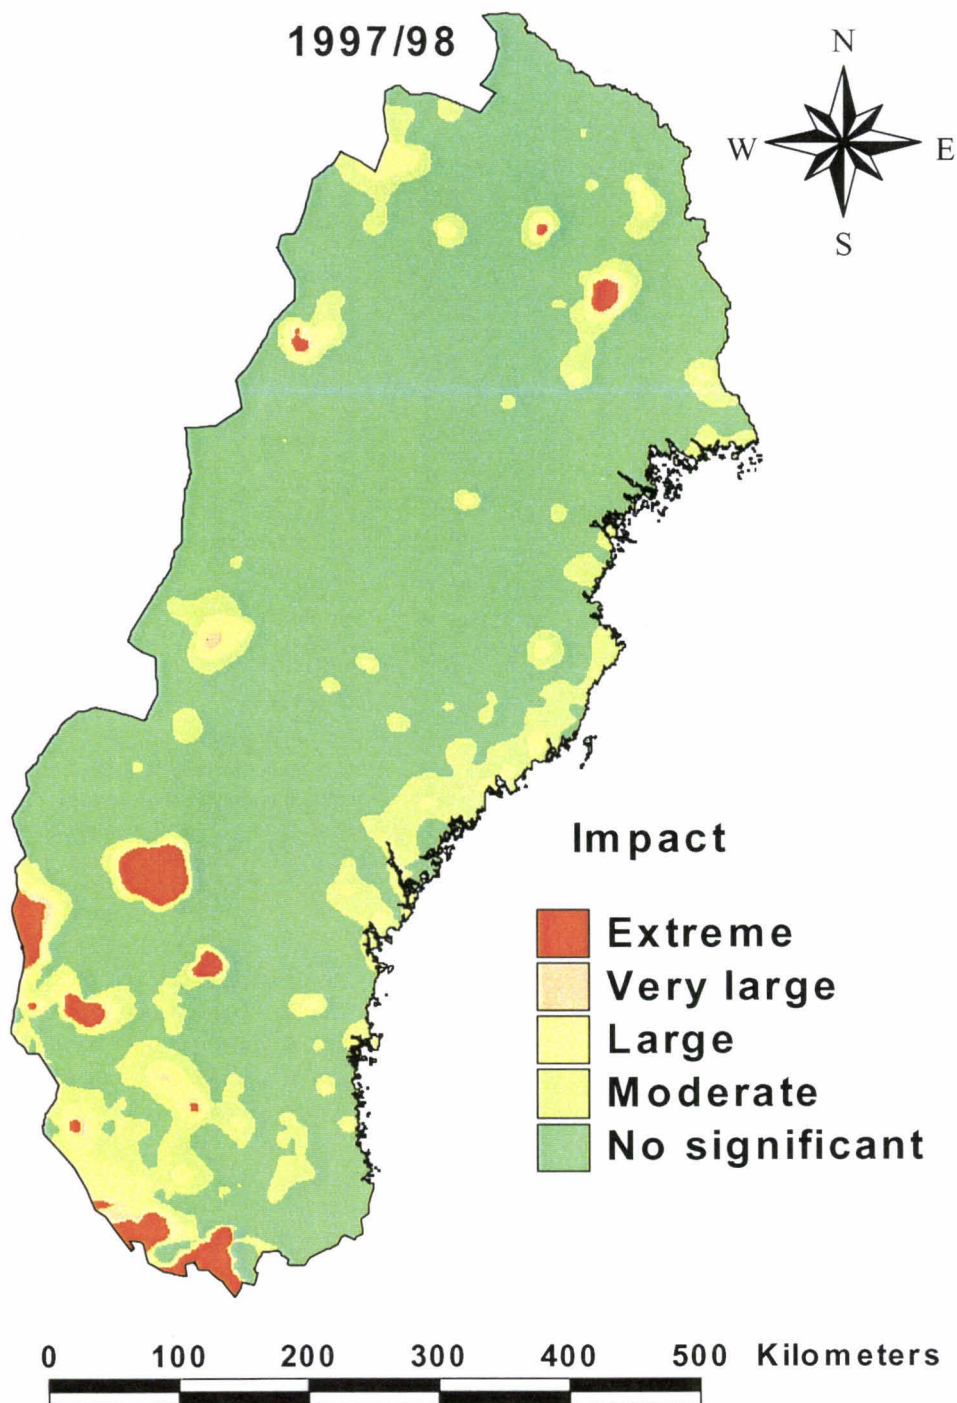 1997/98
N
W E
S
Impact
Extreme
Very large
Large
Moderate
No significant
0 100 200 300 400 500 Kilometers